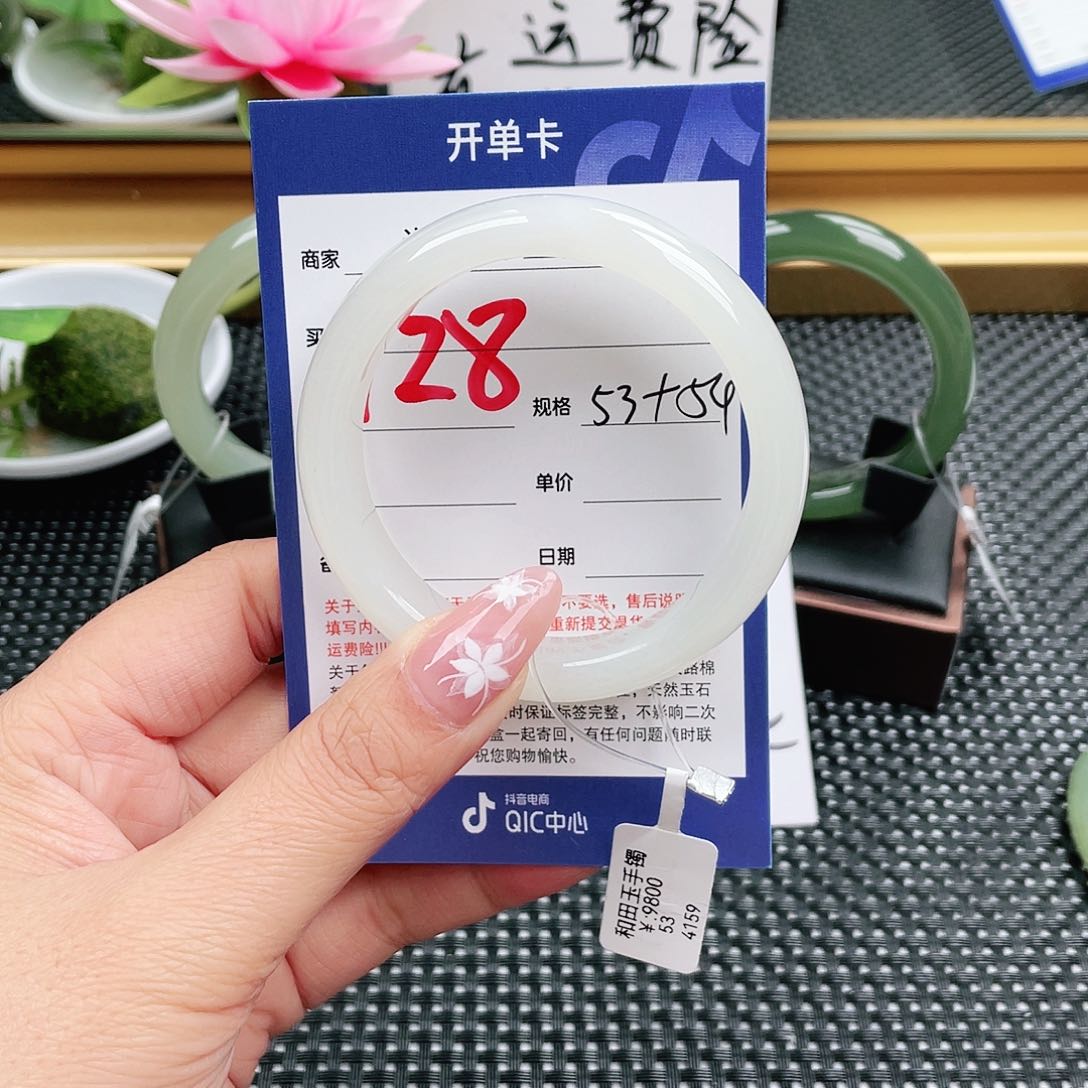 有 运费险
开单卡
商家
买
128
规格 53+54
单价
日期
关于 不要选，售后说
填写内 重新提交
运费险!!!
关于 路棉
天然玉石
时保证标签完整，不影响二次
盒一起寄回，有任何问题随时联
祝您购物愉快。
抖音电商
QIC中心
和田玉手镯
¥:9800
53
4159